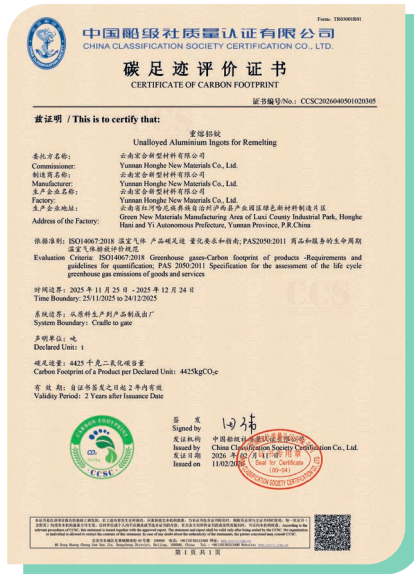 Form: TR03001R01
中国船级社质量认证有限公司
CHINA CLASSIFICATION SOCIETY CERTIFICATION CO., LTD.
碳足迹评价证书
CERTIFICATE OF CARBON FOOTPRINT
证书编号/No.: CCSC2026040501020305
兹证明 / This is to certify that:
重熔铝锭
Unalloyed Aluminium Ingots for Remelting
委托方名称: 云南宏合新型材料有限公司
Commissioner: Yunnan Honghe New Materials Co., Ltd.
制造商名称: 云南宏合新型材料有限公司
Manufacturer: Yunnan Honghe New Materials Co., Ltd.
生产企业名称: 云南宏合新型材料有限公司
Factory: Yunnan Honghe New Materials Co., Ltd.
生产企业地址: 云南省红河哈尼族彝族自治州泸西县产业园区绿色新材料制造片区
Address of the Factory: Green New Materials Manufacturing Area of Luxi County Industrial Park, Honghe
Hani and Yi Autonomous Prefecture, Yunnan Province, P.R.China
依据准则: ISO14067:2018 温室气体 产品碳足迹 量化要求和指南; PAS2050:2011 商品和服务的生命周期
温室气体排放评价规范
Evaluation Criteria: ISO14067:2018 Greenhouse gases-Carbon footprint of products -Requirements and
guidelines for quantification; PAS 2050:2011 Specification for the assessment of the life cycle
greenhouse gas emissions of goods and services
时间边界: 2025 年 11 月 25 日 - 2025 年 12 月 24 日
Time Boundary: 25/11/2025 to 24/12/2025
系统边界: 从原料生产到产品制成出厂
System Boundary: Cradle to gate
声明单位: 吨
Declared Unit: t
碳足迹量: 4425 千克二氧化碳当量
Carbon Footprint of a Product per Declared Unit: 4425kgCO₂e
有 效 期: 自证书签发之日起 2 年内有效
Validity Period: 2 Years after Issuance Date
签 发
Signed by
发证机构 中国船级社质量认证有限公司
Issued by China Classification Society Certification Co., Ltd.
发证日期 2026 年 02 月 11 日
Issued on 11/02/2026
CARBON FOOTPRINT
CO₂
CCSC
Seal for Certificate
(00-04)
第 1 页 共 1 页